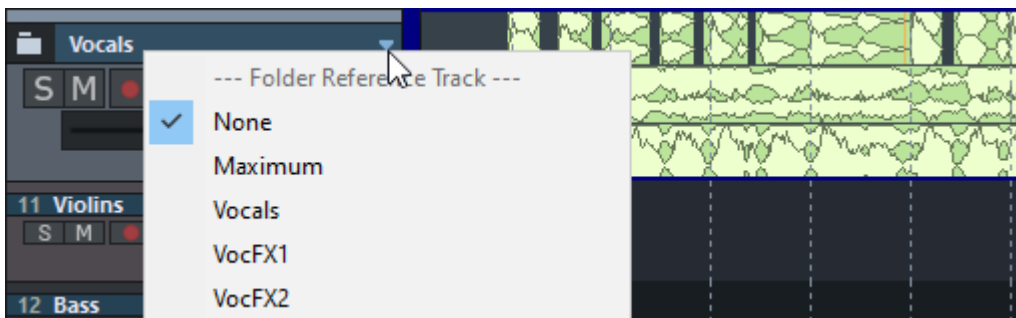 Vocals
--- Folder Reference Track ---
S M
None
Maximum
11 Violins
Vocals
S M
VocFX1
12 Bass
VocFX2